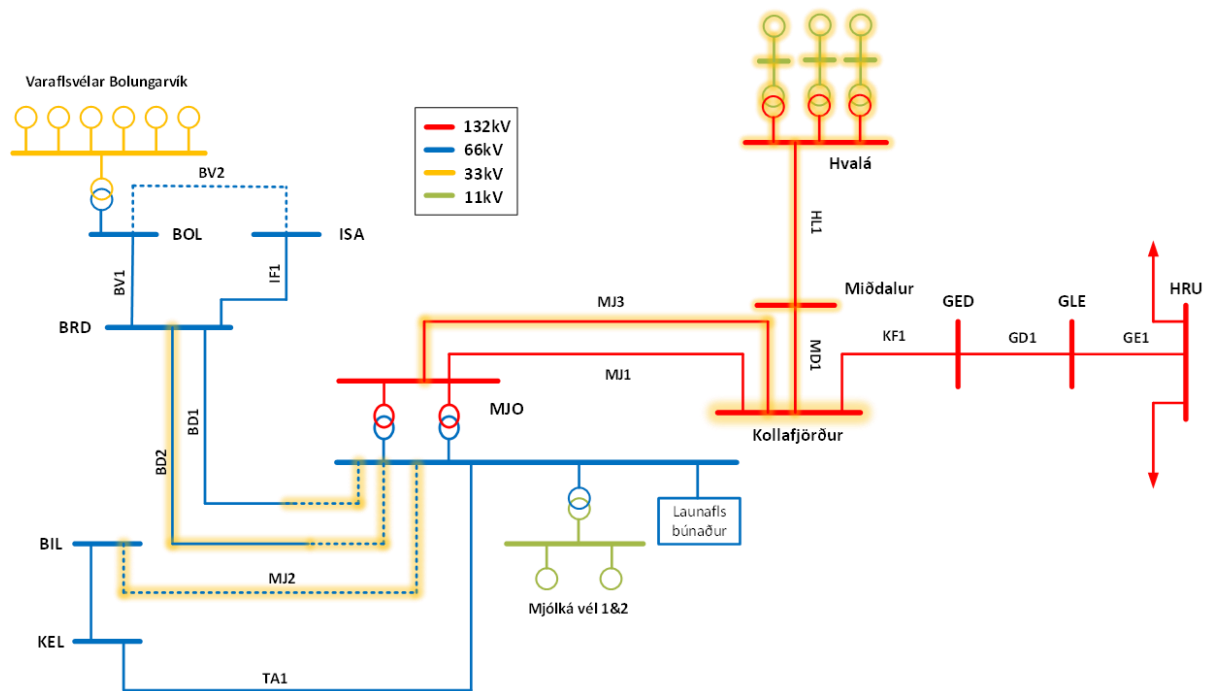 Varaflsvélar Bolungarvík
132kV
66kV
33kV
11kV
Hvalá
BV2
BOL
ISA
BV1
IF1
HL1
BRD
Miðdalur
GED
GLE
HRU
MJ3
MD1
KF1
GD1
GE1
MJ1
MJO
Kollafjörður
BD1
BD2
Launafls
búnaður
BIL
MJ2
Mjólká vél 1&2
KEL
TA1